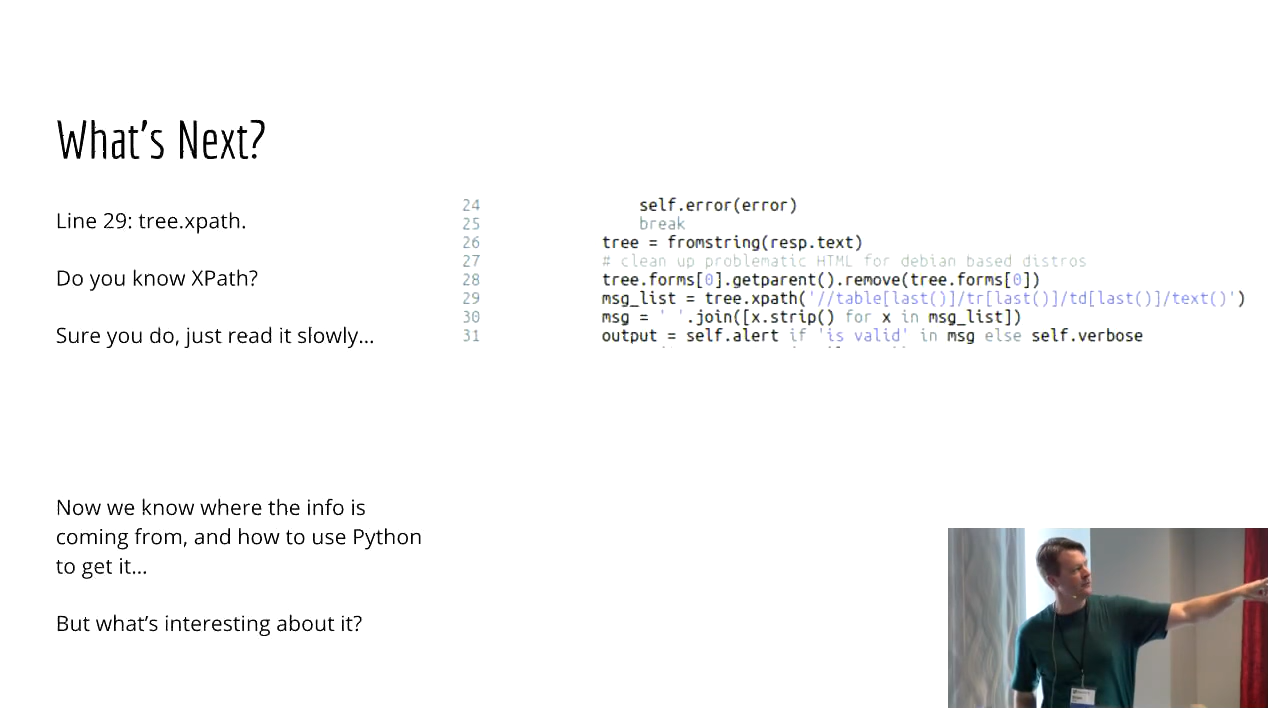 What's Next?
Line 29: tree.xpath.
Do you know XPath?
Sure you do, just read it slowly...
Now we know where the info is
coming from, and how to use Python
to get it...
But what's interesting about it?
24 self.error(error)
25 break
26 tree = fromstring(resp.text)
27 # clean up problematic HTML for debian based distros
28 tree.forms[0].getparent().remove(tree.forms[0])
29 msg_list = tree.xpath('//table[last()]/tr[last()]/td[last()]/text()')
30 msg = ' '.join([x.strip() for x in msg_list])
31 output = self.alert if 'is valid' in msg else self.verbose